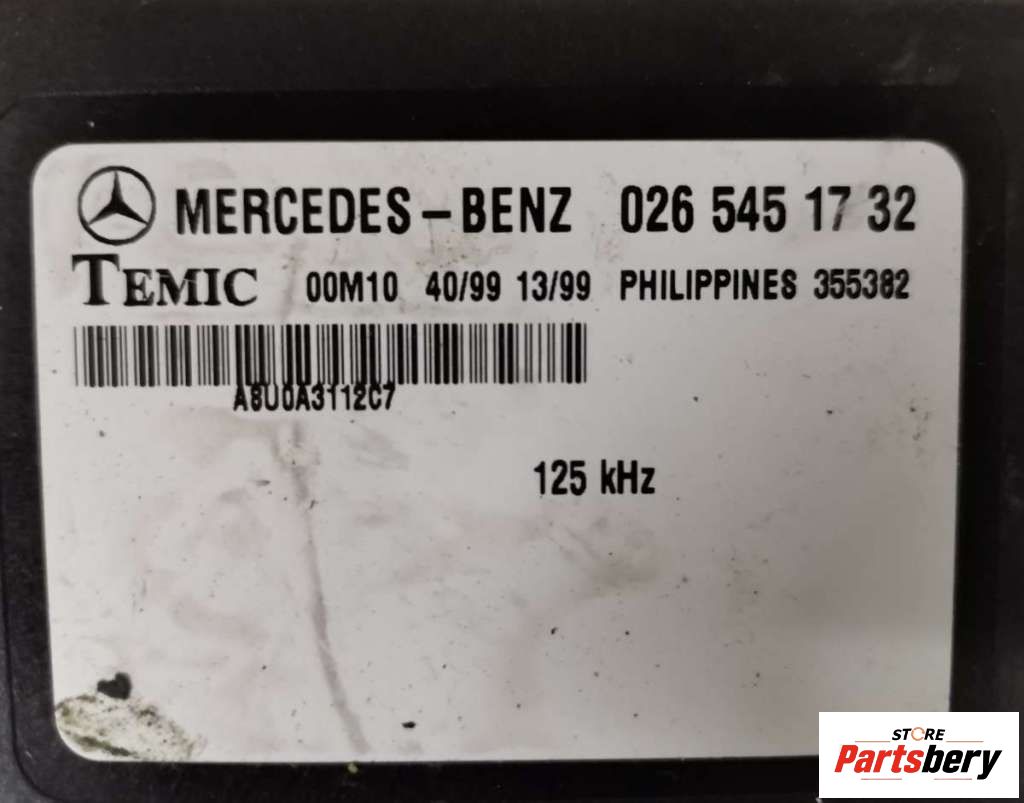 MERCEDES-BENZ 026 545 17 32
TEMIC 00M10 40/99 13/99 PHILIPPINES 355382
A8U0A3112C7
125 kHz
STORE
Partsbery